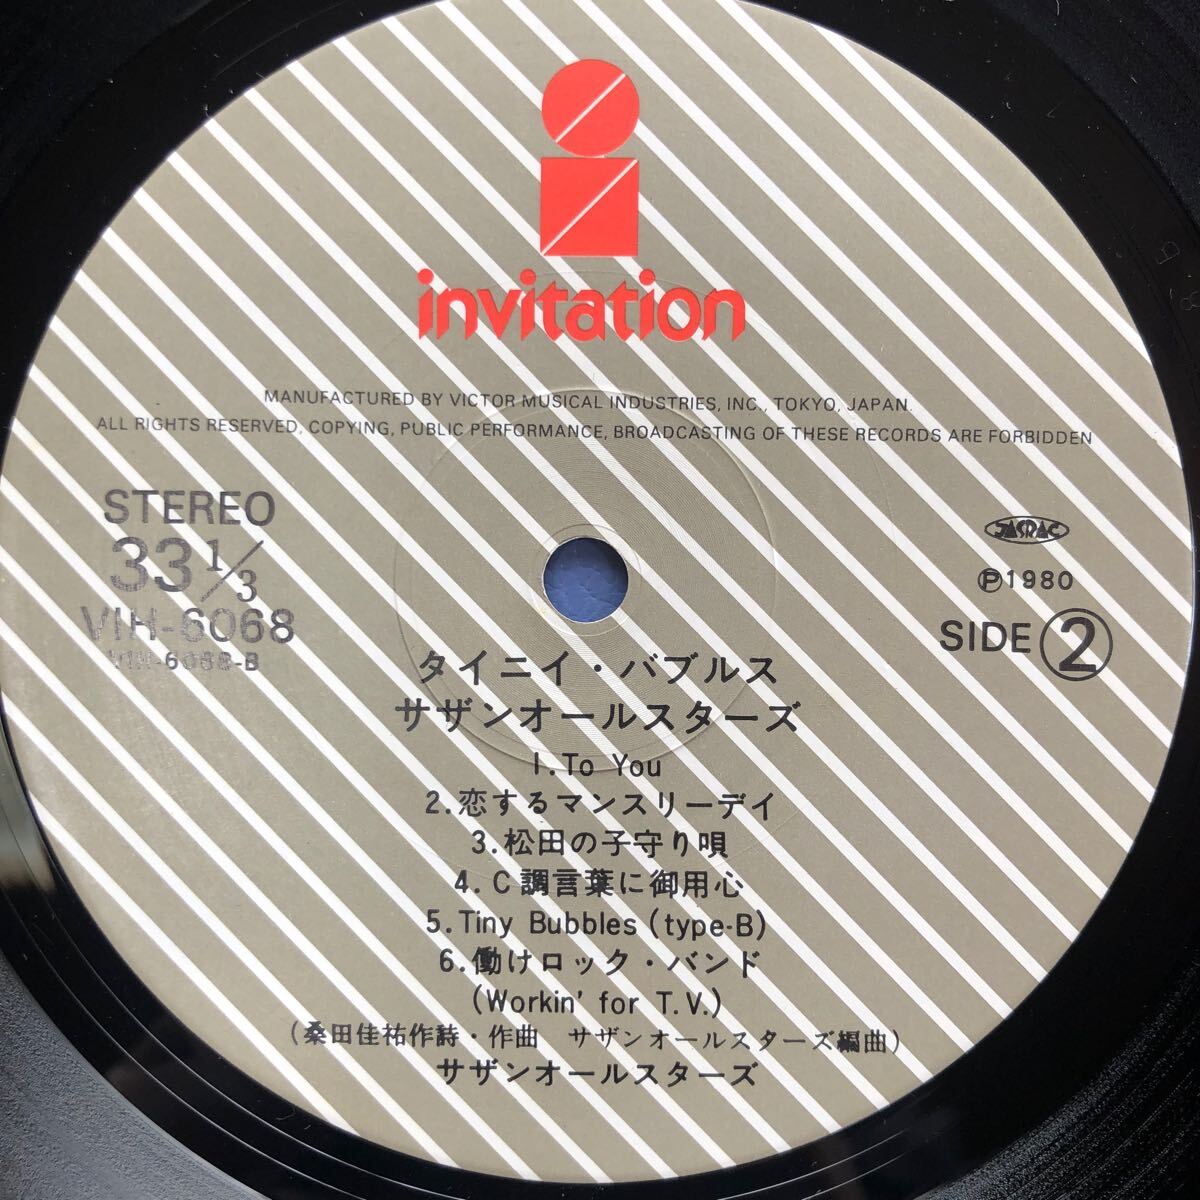 invitation
MANUFACTURED BY VICTOR MUSICAL INDUSTRIES, INC., TOKYO, JAPAN.
ALL RIGHTS RESERVED, COPYING, PUBLIC PERFORMANCE, BROADCASTING OF THESE RECORDS ARE FORBIDDEN
STEREO
33 1/3
VIH-6068
VIH-6068-B
JASRAC
Ⓟ1980
SIDE ②
タイニイ・バブルス
サザンオールスターズ
1.To You
2.恋するマンスリーデイ
3.松田の子守り唄
4.C調言葉に御用心
5.Tiny Bubbles (type-B)
6.働けロック・バンド
(Workin' for T.V.)
(桑田佳祐作詩・作曲 サザンオールスターズ編曲)
サザンオールスターズ